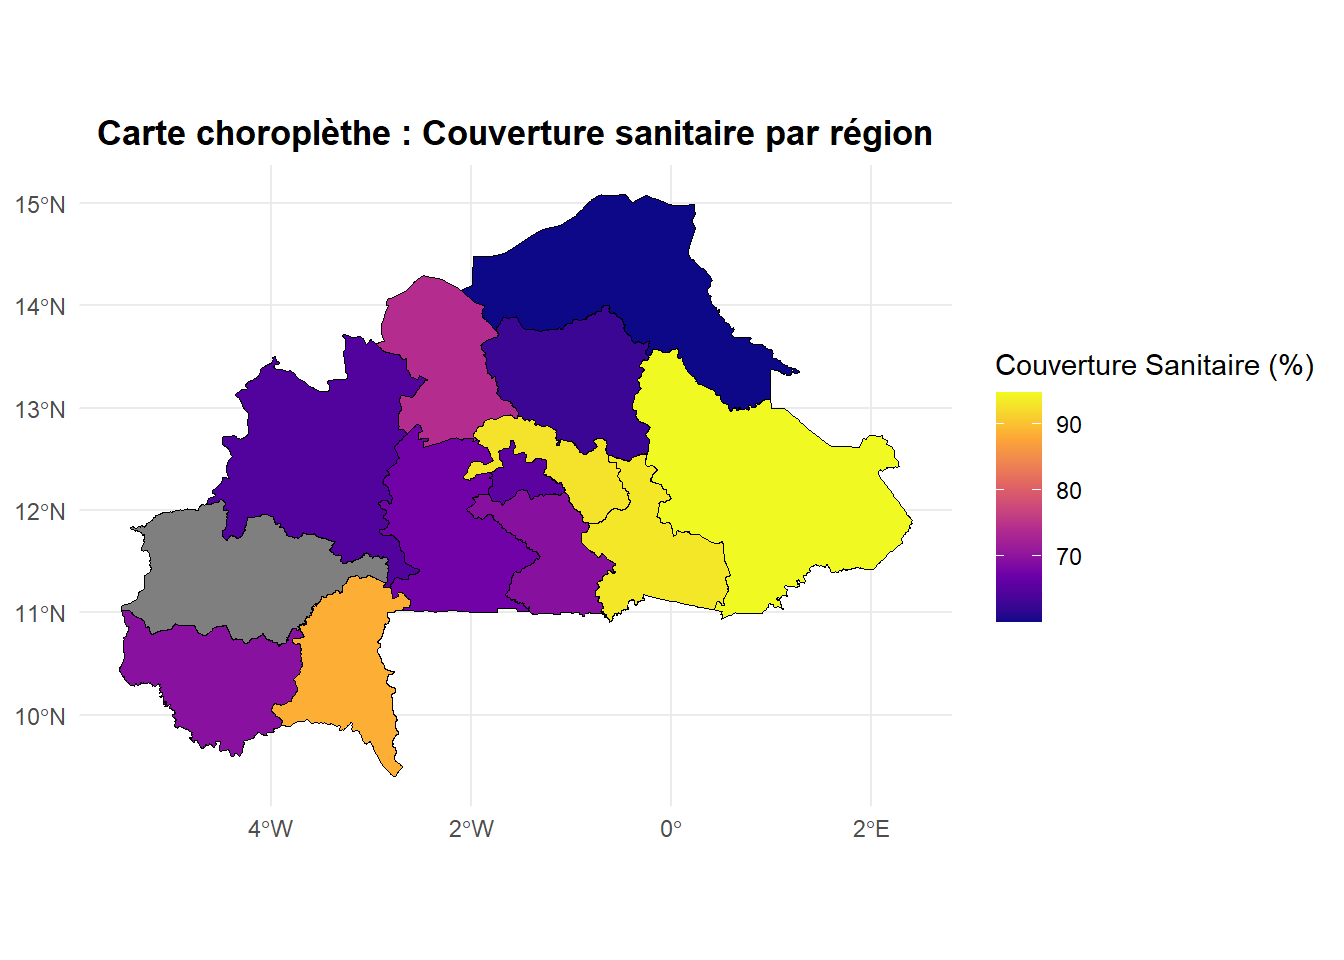 Carte choroplèthe : Couverture sanitaire par région
15°N
14°N
13°N
12°N
11°N
10°N
4°W
2°W
0°
2°E
Couverture Sanitaire (%)
90
80
70